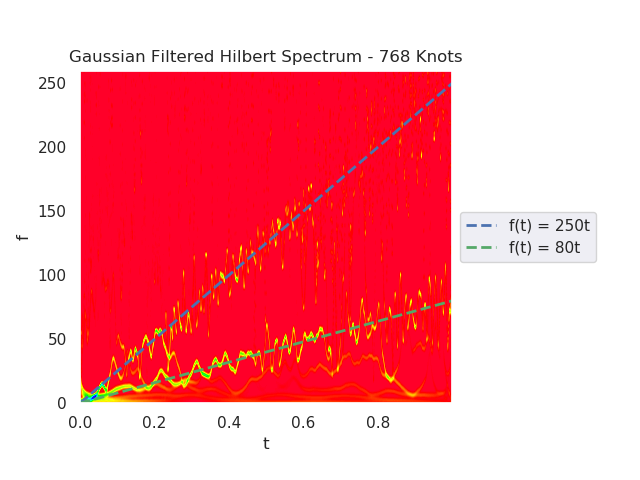 Gaussian Filtered Hilbert Spectrum - 768 Knots
250
200
150
100
50
0
f
0.0 0.2 0.4 0.6 0.8
t
f(t) = 250t
f(t) = 80t